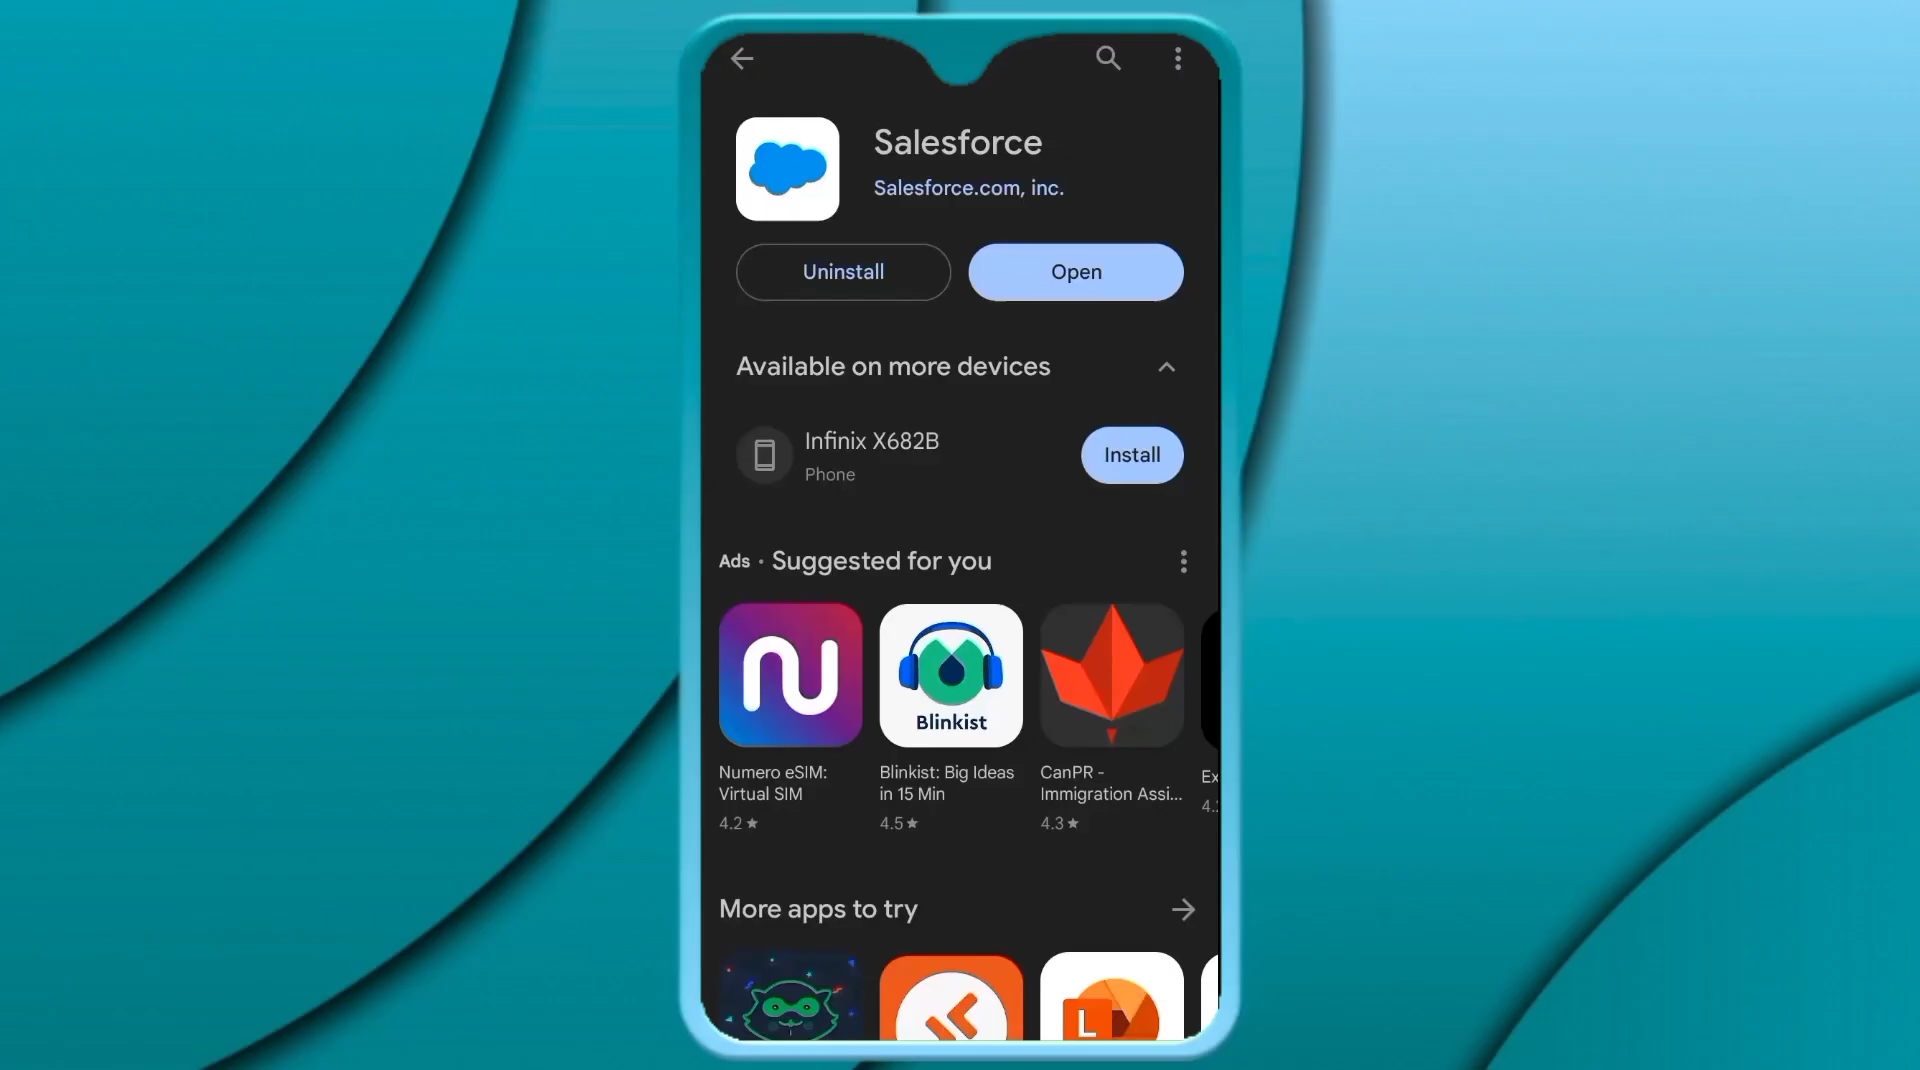 Salesforce
Salesforce.com, inc.
Uninstall
Open
Available on more devices
Infinix X682B
Phone
Install
Ads · Suggested for you
Blinkist
Numero eSIM:
Virtual SIM
4.2 ★
Blinkist: Big Ideas
in 15 Min
4.5 ★
CanPR -
Immigration Assi...
4.3 ★
Ex
4.
More apps to try
L